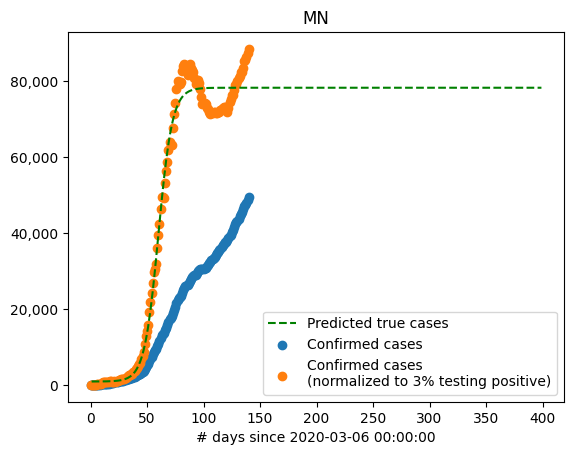 MN
80,000
60,000
40,000
20,000
0
Predicted true cases
Confirmed cases
Confirmed cases
(normalized to 3% testing positive)
0 50 100 150 200 250 300 350 400
# days since 2020-03-06 00:00:00